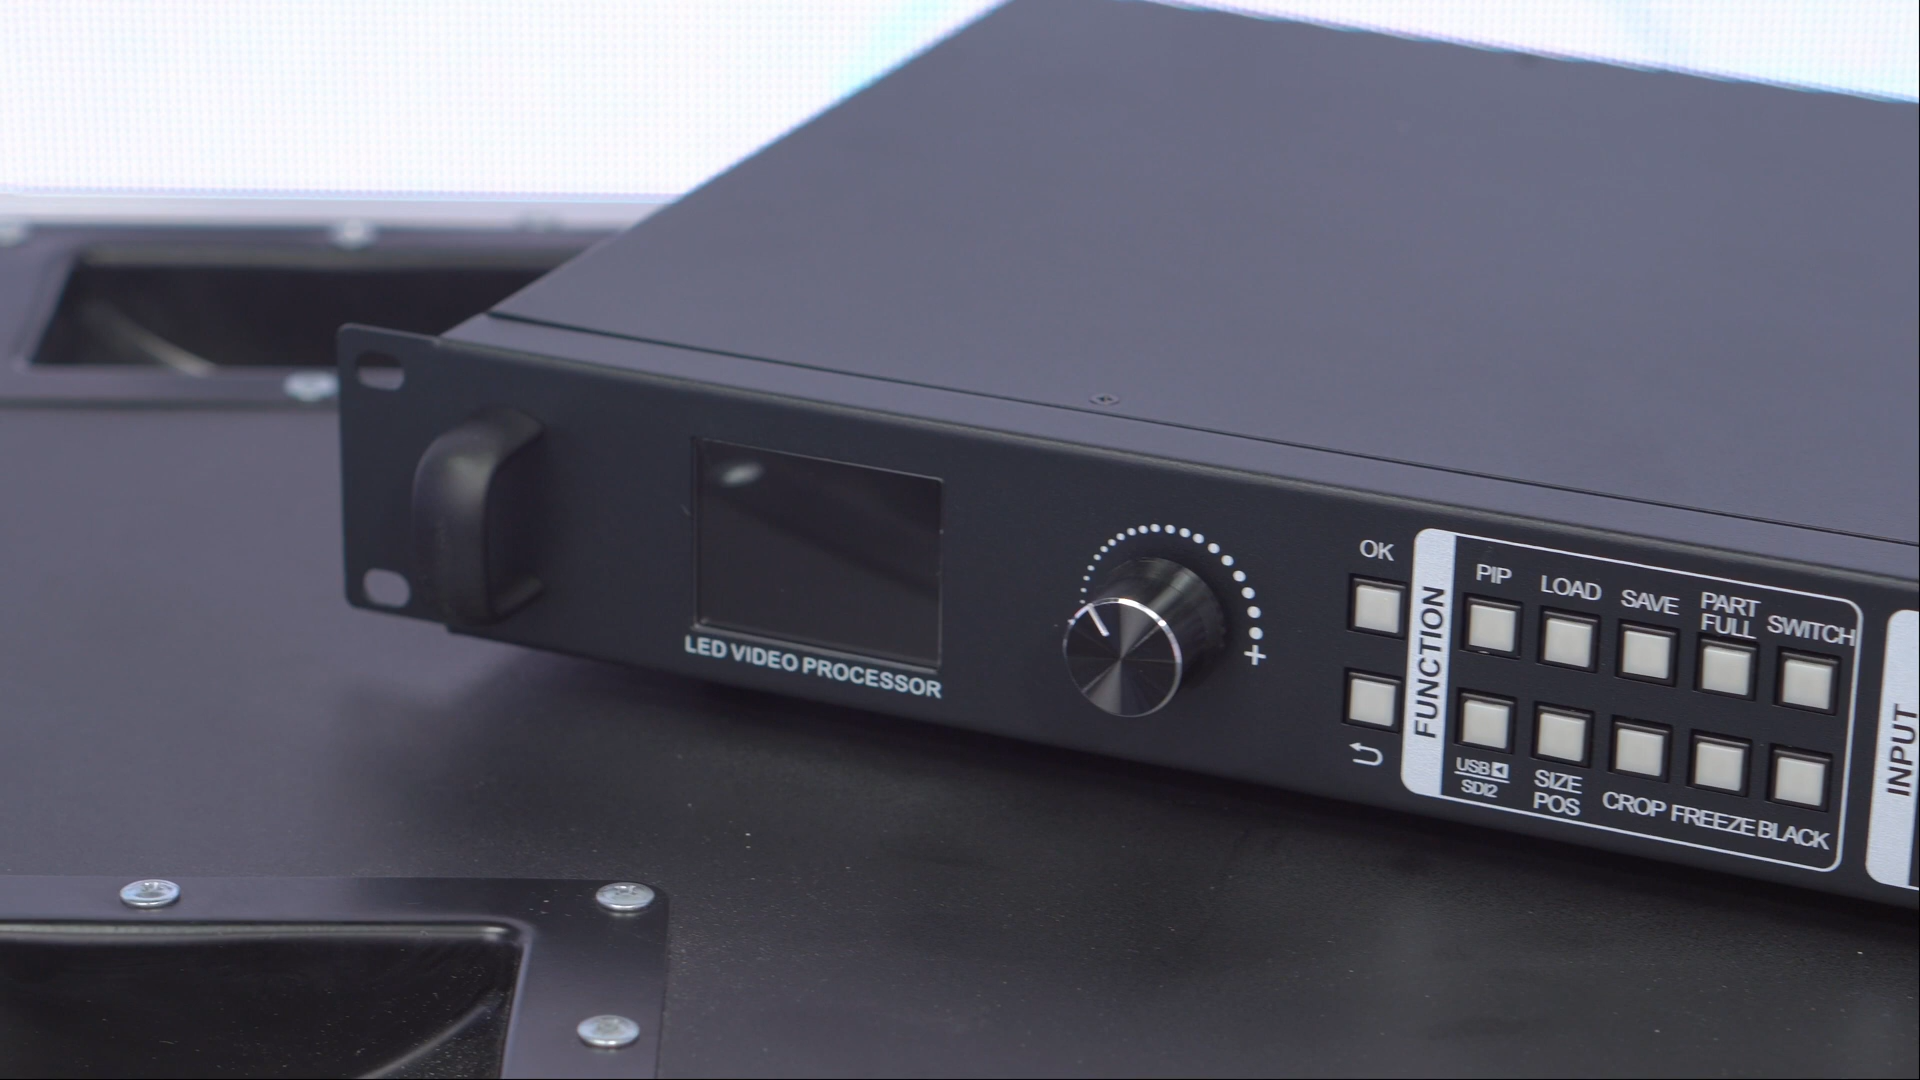 LED VIDEO PROCESSOR
+
OK
FUNCTION
PIP
LOAD
SAVE
PART
FULL
SWITCH
USB
SDI2
SIZE
POS
CROP
FREEZE
BLACK
INPUT